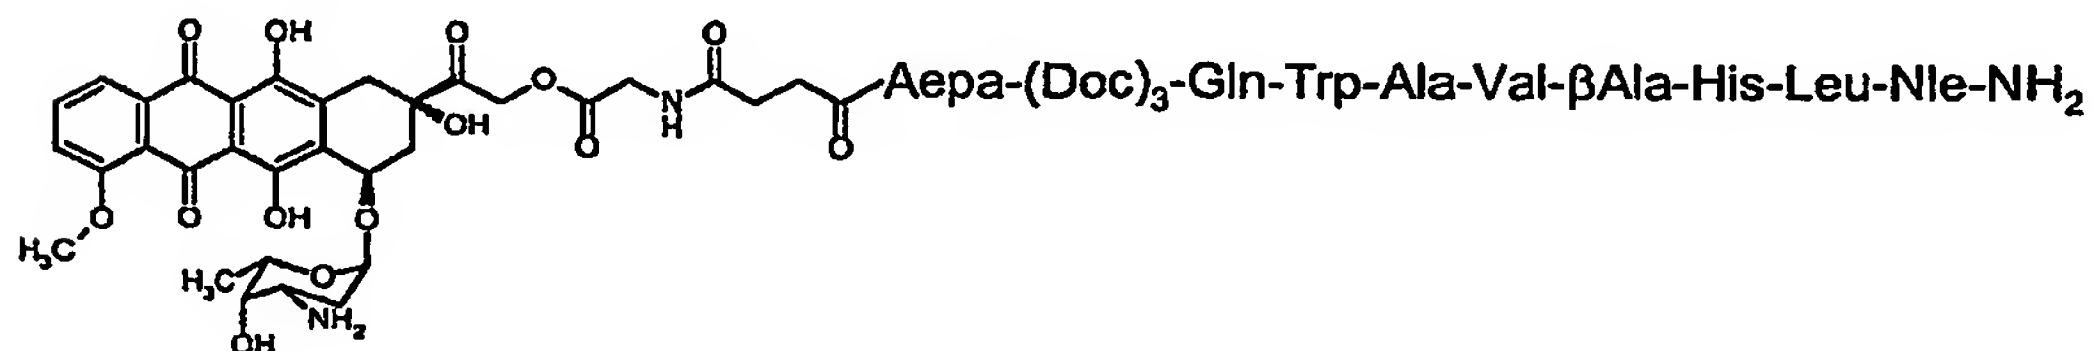 O OH O O
O O Aepa-(Doc)₃-Gln-Trp-Ala-Val-βAla-His-Leu-Nle-NH₂
N
H
OH
O O
O O OH O
H₃C
H₃C O
NH₂
OH